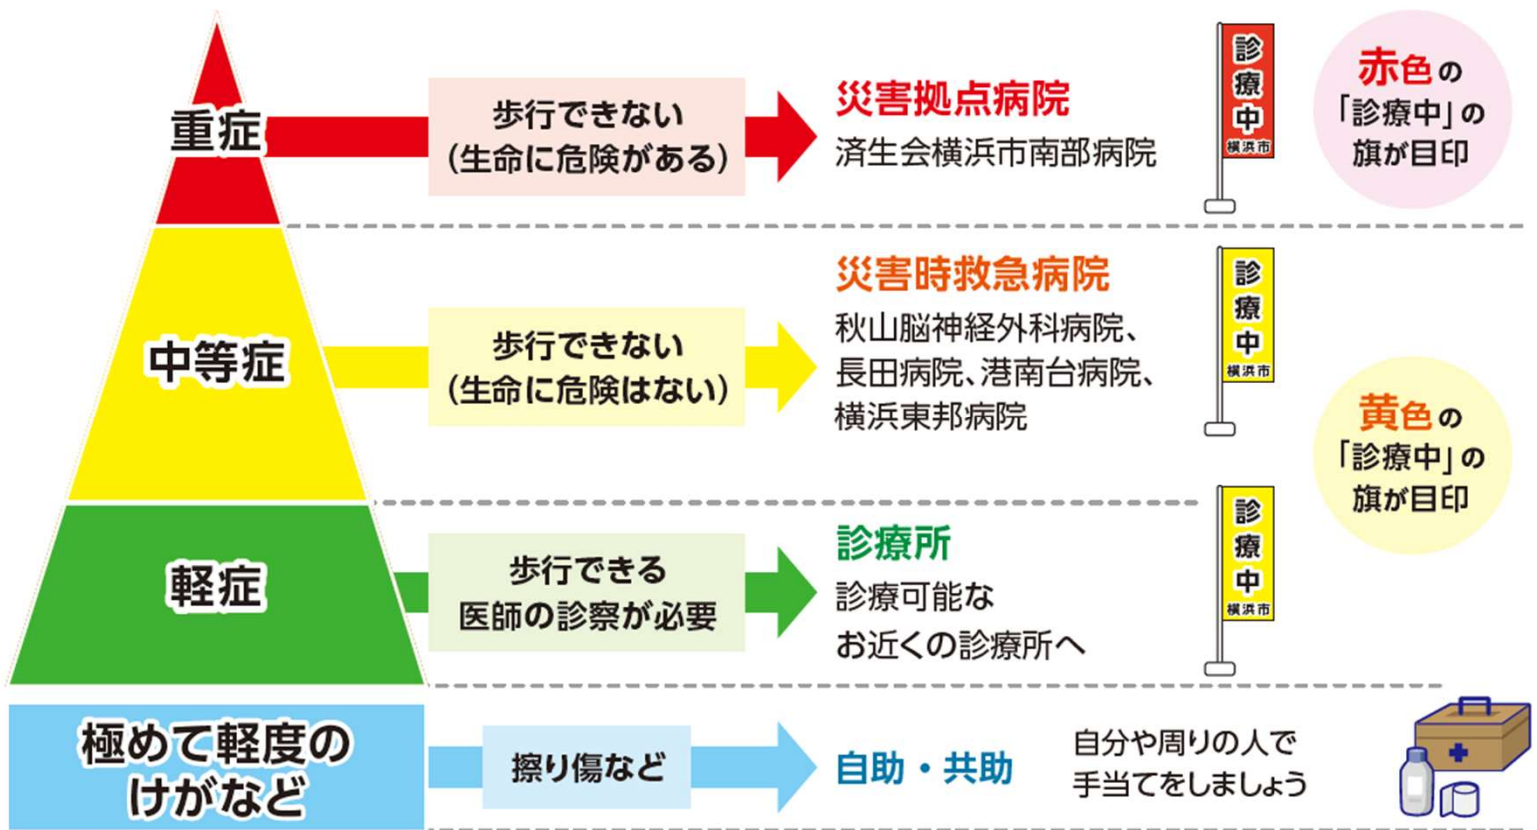 重症
歩行できない
(生命に危険がある)
災害拠点病院
済生会横浜市南部病院
診療中
横浜市
赤色の
「診療中」の
旗が目印
中等症
歩行できない
(生命に危険はない)
災害時救急病院
秋山脳神経外科病院、
長田病院、港南台病院、
横浜東邦病院
診療中
横浜市
黄色の
「診療中」の
旗が目印
軽症
歩行できる
医師の診察が必要
診療所
診療可能な
お近くの診療所へ
診療中
横浜市
極めて軽度の
けがなど
擦り傷など
自助・共助
自分や周りの人で
手当てをしましょう